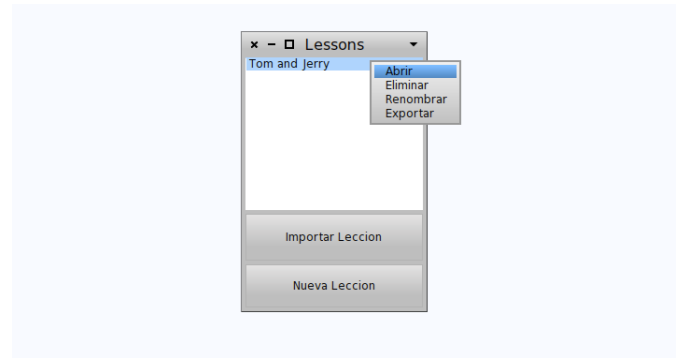 Lessons
Tom and Jerry
Abrir
Eliminar
Renombrar
Exportar
Importar Leccion
Nueva Leccion